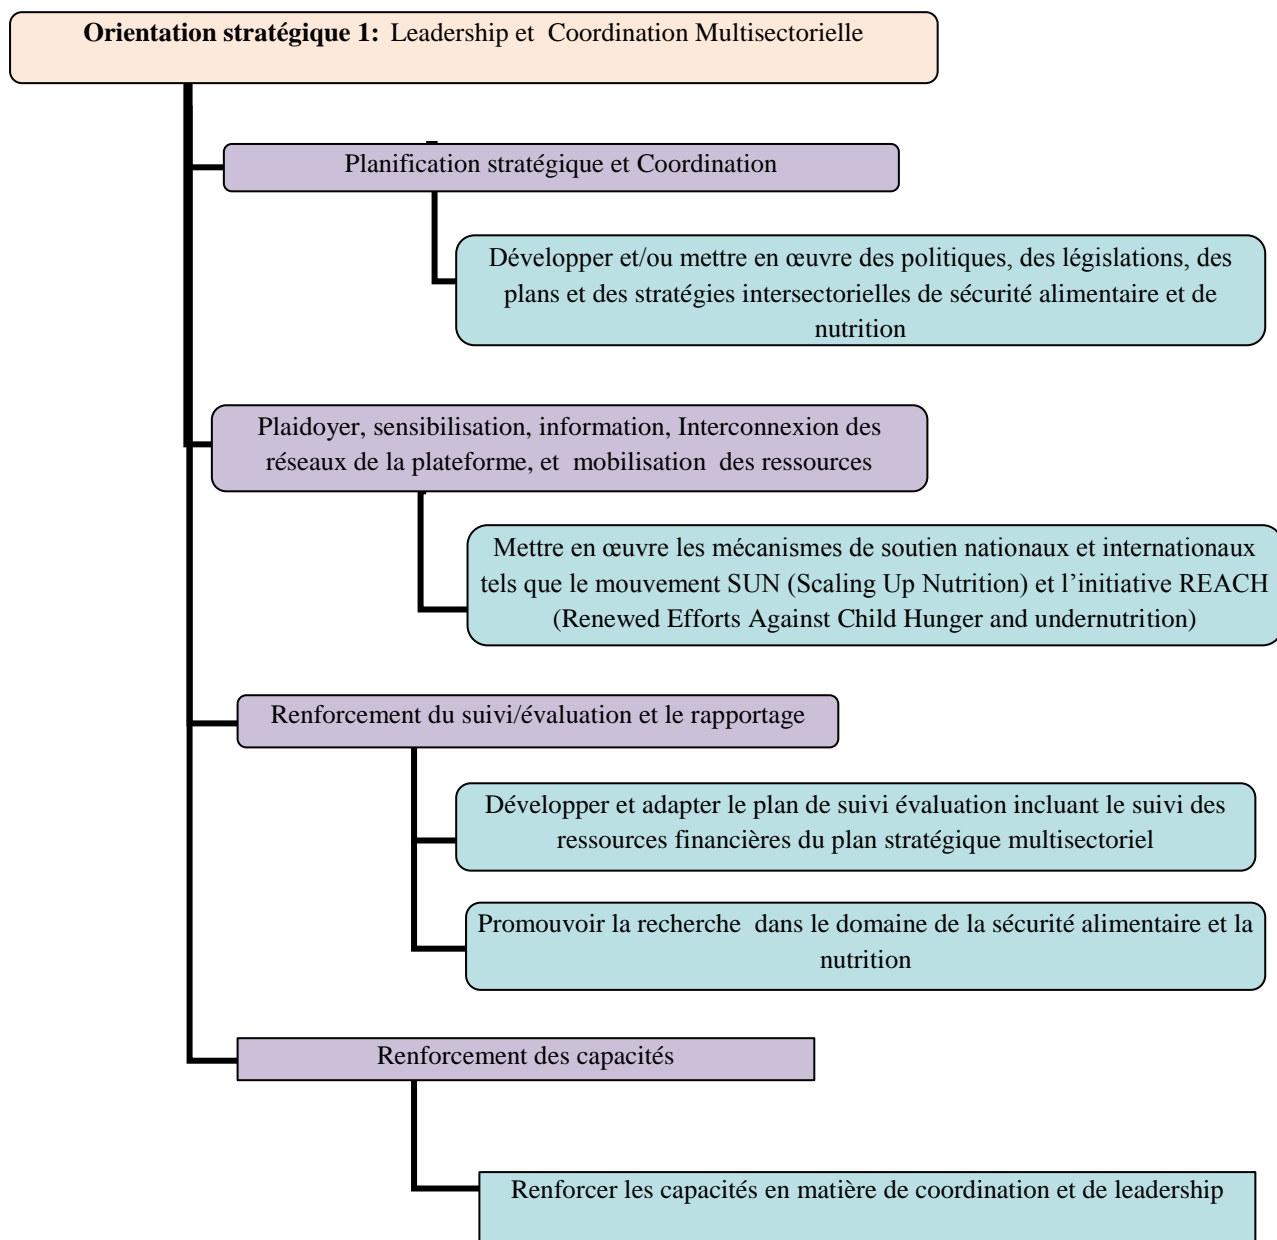 Orientation stratégique 1: Leadership et Coordination Multisectorielle
Planification stratégique et Coordination
Développer et/ou mettre en œuvre des politiques, des législations, des
plans et des stratégies intersectorielles de sécurité alimentaire et de
nutrition
Plaidoyer, sensibilisation, information, Interconnexion des
réseaux de la plateforme, et mobilisation des ressources
Mettre en œuvre les mécanismes de soutien nationaux et internationaux
tels que le mouvement SUN (Scaling Up Nutrition) et l’initiative REACH
(Renewed Efforts Against Child Hunger and undernutrition)
Renforcement du suivi/évaluation et le rapportage
Développer et adapter le plan de suivi évaluation incluant le suivi des
ressources financières du plan stratégique multisectoriel
Promouvoir la recherche dans le domaine de la sécurité alimentaire et la
nutrition
Renforcement des capacités
Renforcer les capacités en matière de coordination et de leadership